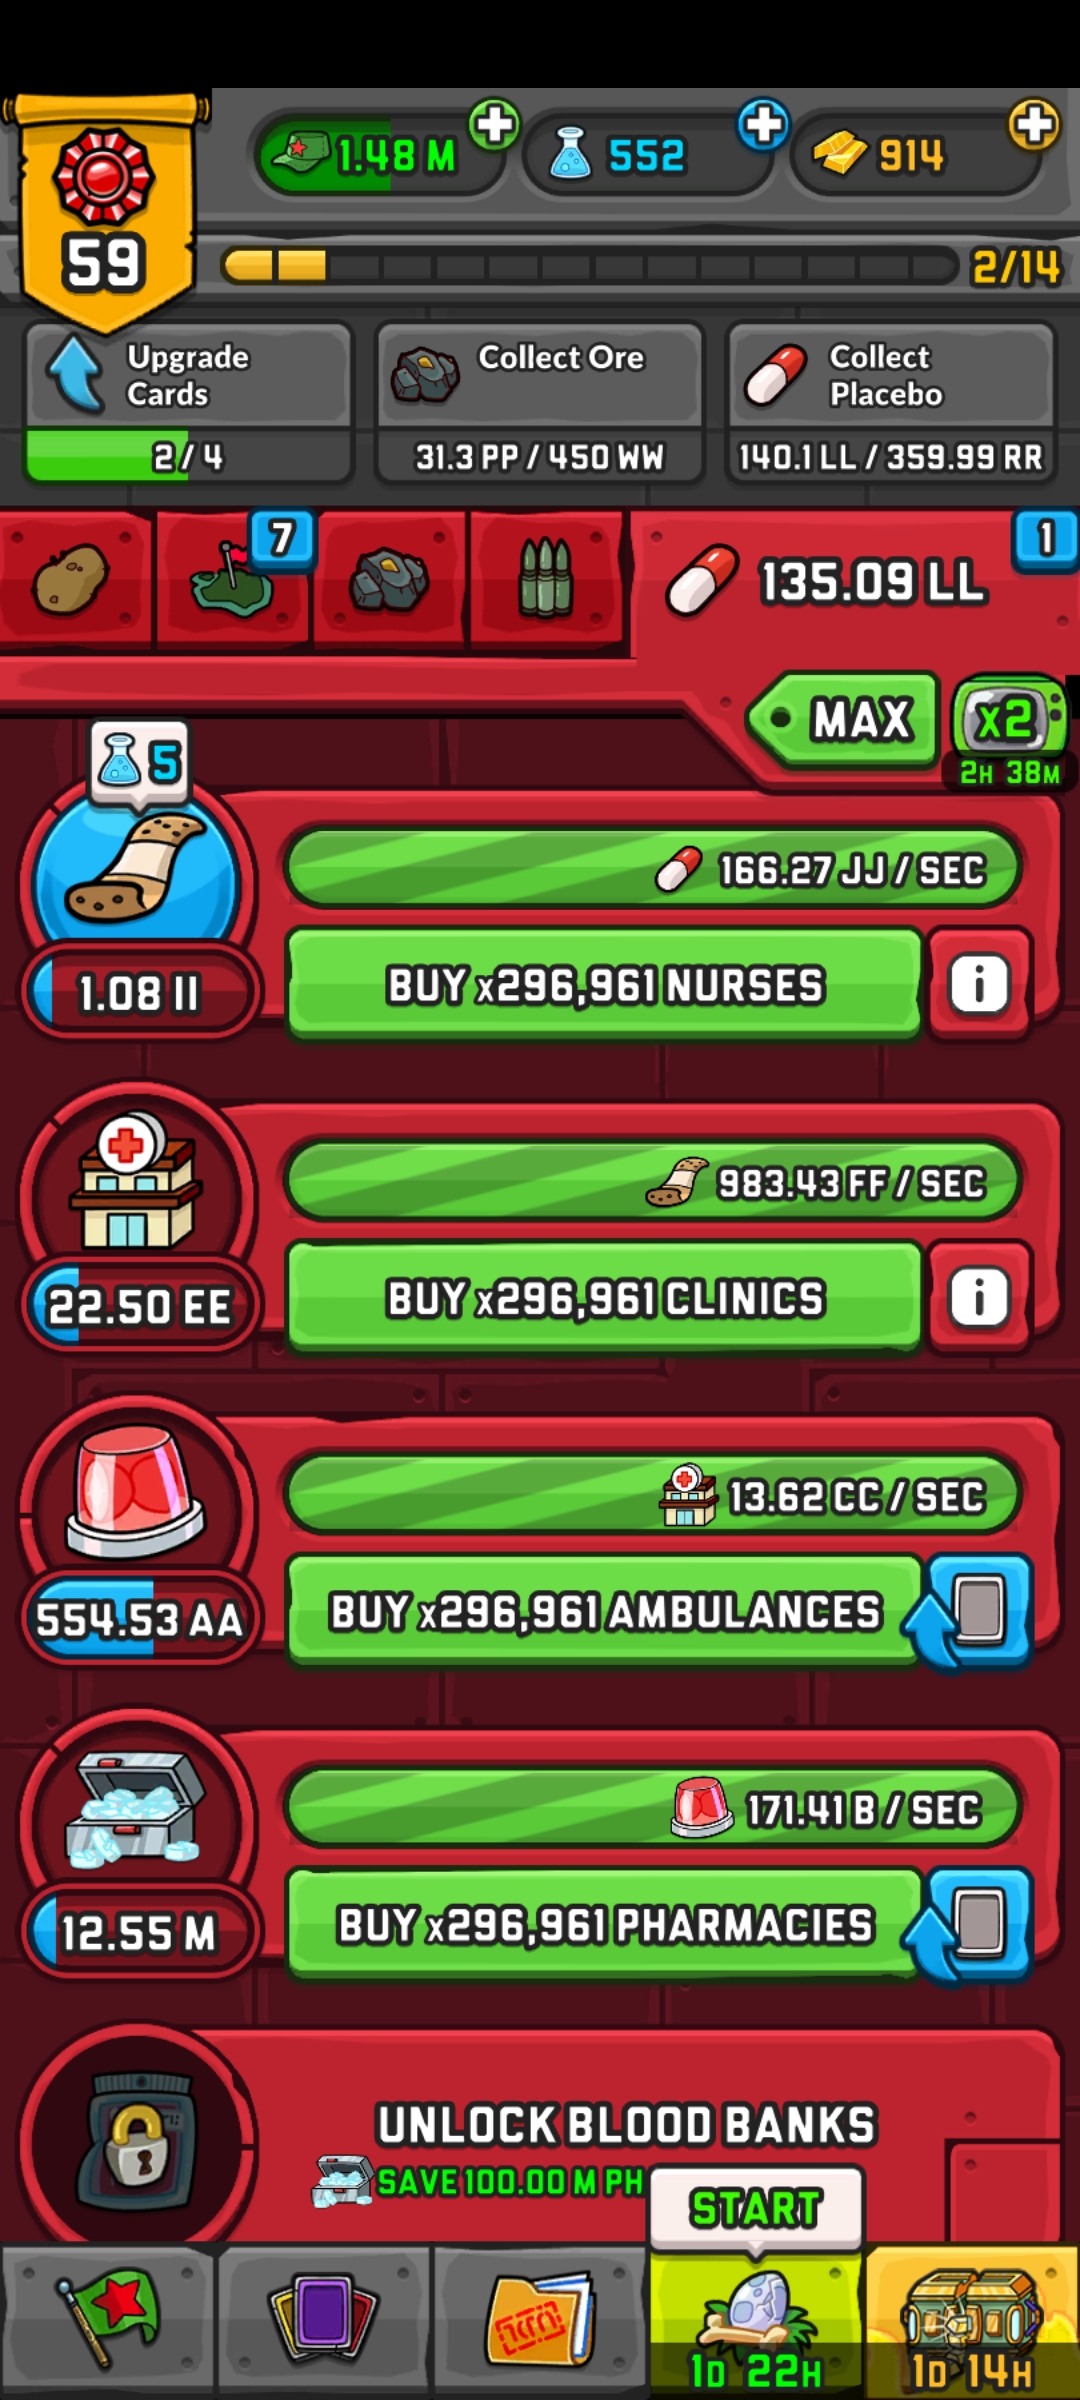 1.48 M
552
914
59
2/14
Upgrade
Cards
2/4
Collect Ore
31.3 PP / 450 WW
Collect
Placebo
140.1 LL / 359.99 RR
7
135.09 LL
1
MAX
x2
2H 38M
5
166.27 JJ / SEC
1.08 II
BUY x296,961 NURSES
i
983.43 FF / SEC
22.50 EE
BUY x296,961 CLINICS
i
13.62 CC / SEC
554.53 AA
BUY x296,961 AMBULANCES
171.41 B / SEC
12.55 M
BUY x296,961 PHARMACIES
UNLOCK BLOOD BANKS
SAVE 100.00 M PH
START
1D 22H
1D 14H